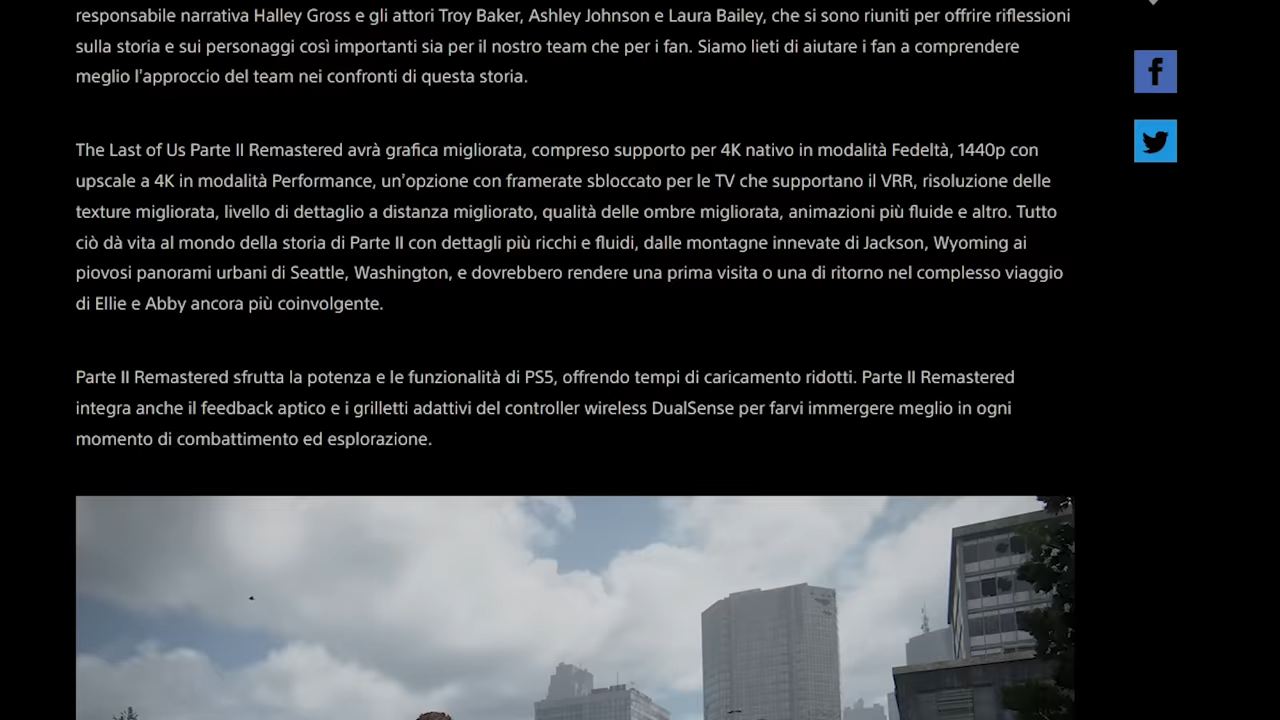 responsabile narrativa Halley Gross e gli attori Troy Baker, Ashley Johnson e Laura Bailey, che si sono riuniti per offrire riflessioni
sulla storia e sui personaggi così importanti sia per il nostro team che per i fan. Siamo lieti di aiutare i fan a comprendere
meglio l'approccio del team nei confronti di questa storia.
The Last of Us Parte II Remastered avrà grafica migliorata, compreso supporto per 4K nativo in modalità Fedeltà, 1440p con
upscale a 4K in modalità Performance, un'opzione con framerate sbloccato per le TV che supportano il VRR, risoluzione delle
texture migliorata, livello di dettaglio a distanza migliorato, qualità delle ombre migliorata, animazioni più fluide e altro. Tutto
ciò dà vita al mondo della storia di Parte II con dettagli più ricchi e fluidi, dalle montagne innevate di Jackson, Wyoming ai
piovosi panorami urbani di Seattle, Washington, e dovrebbero rendere una prima visita o una di ritorno nel complesso viaggio
di Ellie e Abby ancora più coinvolgente.
Parte II Remastered sfrutta la potenza e le funzionalità di PS5, offrendo tempi di caricamento ridotti. Parte II Remastered
integra anche il feedback aptico e i grilletti adattivi del controller wireless DualSense per farvi immergere meglio in ogni
momento di combattimento ed esplorazione.